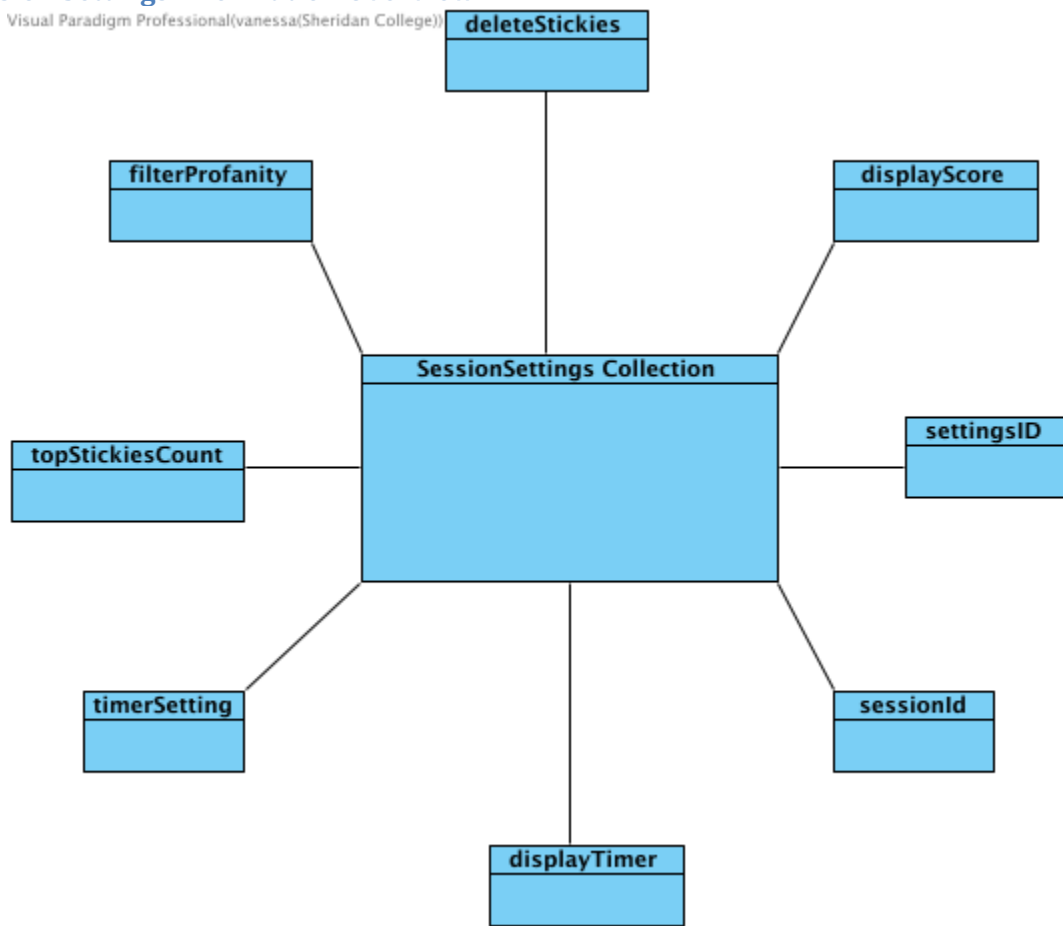 Visual Paradigm Professional(vanessa(Sheridan College))
deleteStickies
filterProfanity
displayScore
SessionSettings Collection
settingsID
topStickiesCount
timerSetting
sessionId
displayTimer